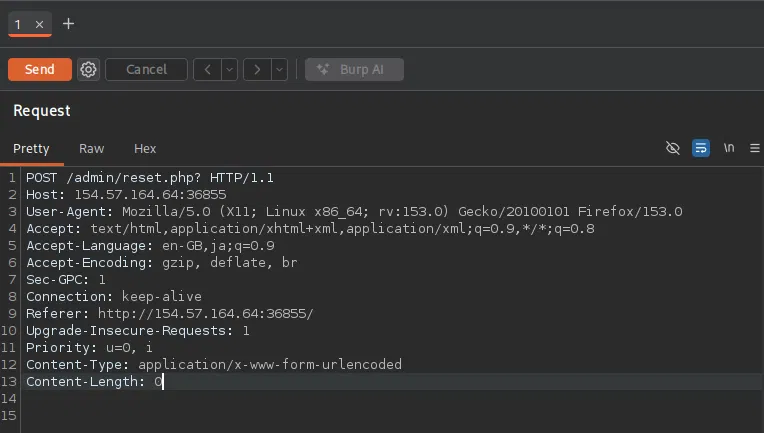 1 × +
Send Cancel < > Burp AI
Request
Pretty Raw Hex \n
1 POST /admin/reset.php? HTTP/1.1
2 Host: 154.57.164.64:36855
3 User-Agent: Mozilla/5.0 (X11; Linux x86_64; rv:153.0) Gecko/20100101 Firefox/153.0
4 Accept: text/html,application/xhtml+xml,application/xml;q=0.9,*/*;q=0.8
5 Accept-Language: en-GB,ja;q=0.9
6 Accept-Encoding: gzip, deflate, br
7 Sec-GPC: 1
8 Connection: keep-alive
9 Referer: http://154.57.164.64:36855/
10 Upgrade-Insecure-Requests: 1
11 Priority: u=0, i
12 Content-Type: application/x-www-form-urlencoded
13 Content-Length: 0
14
15